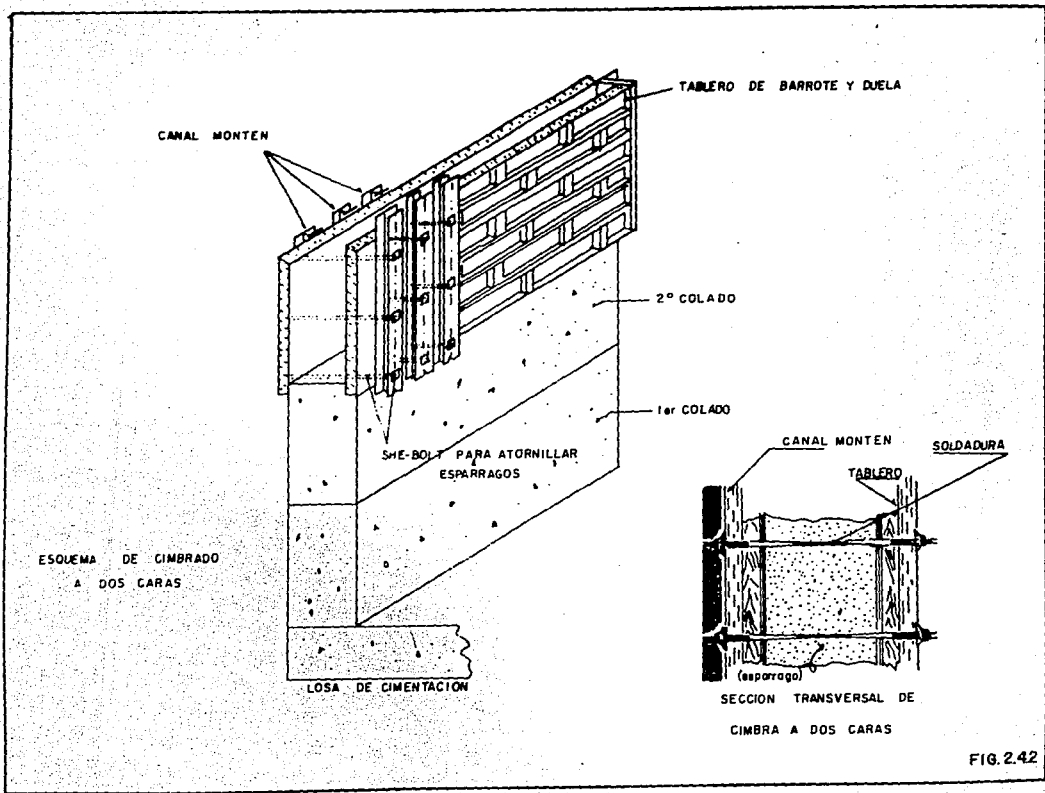 TABLERO DE BARROTE Y DUELA
CANAL MONTEN
2° COLADO
1er COLADO
SHE-BOLT PARA ATORNILLAR
ESPARRAGOS
ESQUEMA DE CIMBRADO
A DOS CARAS
LOSA DE CIMENTACION
CANAL MONTEN
SOLDADURA
TABLERO
(esparrago)
SECCION TRANSVERSAL DE
CIMBRA A DOS CARAS
FIG. 2.42